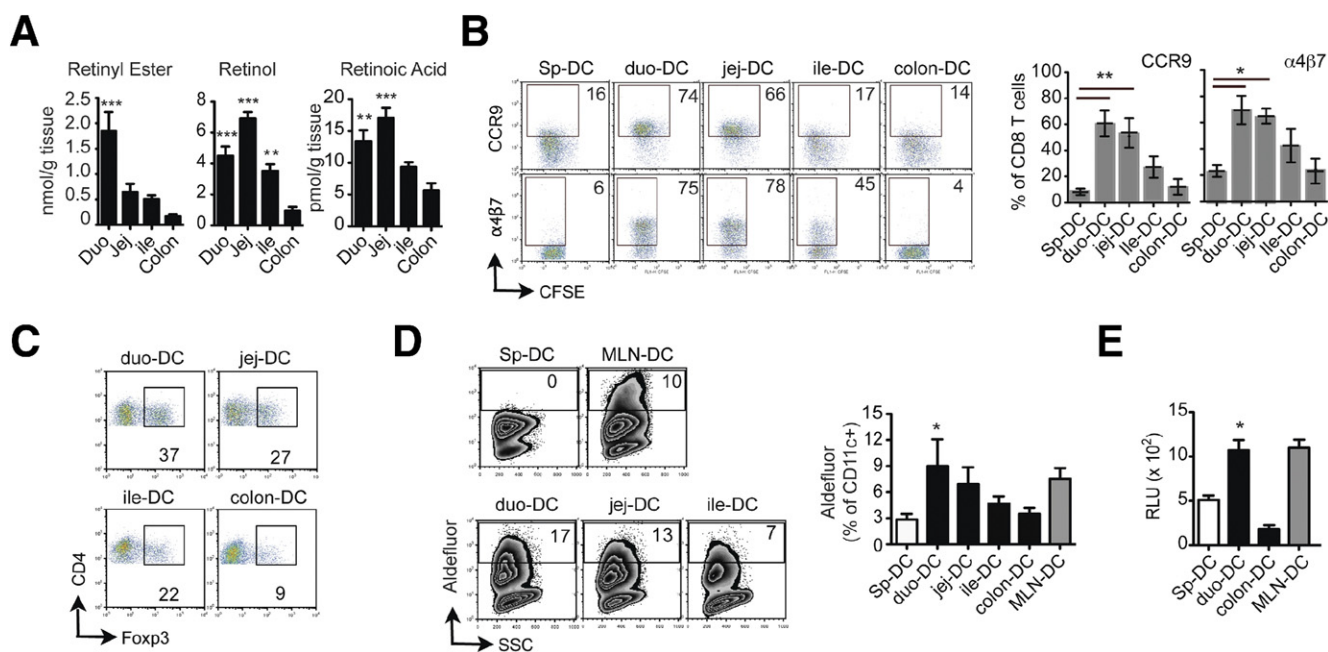 A
Retinyl Ester
Retinol
Retinoic Acid
nmol/g tissue
2.5
2.0
1.5
1.0
0.5
0
***
Duo
Jej
ile
Colon
8
6
4
2
0
***
***
**
Duo
Jej
ile
Colon
pmol/g tissue
20
15
10
5
0
**
***
Duo
Jej
ile
Colon
B
Sp-DC duo-DC jej-DC ile-DC colon-DC
CCR9
16 74 66 17 14
α4β7
6 75 78 45 4
CFSE
% of CD8 T cells
100
80
60
40
20
0
**
CCR9
Sp-DC
duo-DC
jej-DC
Ile-DC
colon-DC
*
α4β7
Sp-DC
duo-DC
jej-DC
Ile-DC
colon-DC
C
duo-DC jej-DC
37 27
ile-DC colon-DC
22 9
CD4
Foxp3
D
Sp-DC MLN-DC
0 10
0 200 400 600 800 1000
duo-DC jej-DC ile-DC
17 13 7
Aldefluor
SSC
Aldefluor
(% of CD11c+)
15
12
9
6
3
0
*
Sp-DC
duo-DC
jej-DC
ile-DC
colon-DC
MLN-DC
E
RLU (x 10²)
15
10
5
0
*
Sp-DC
duo-DC
colon-DC
MLN-DC